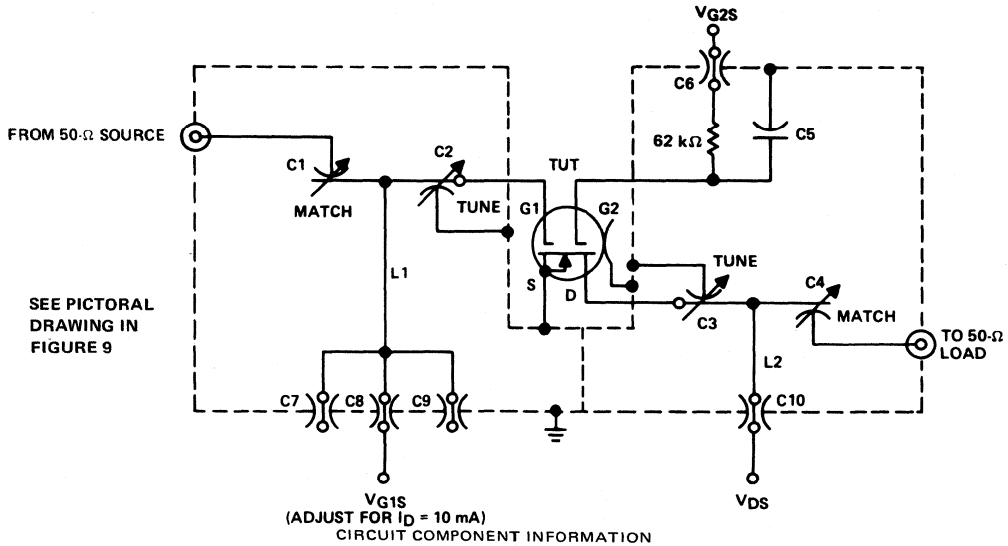 VG2S
C6
FROM 50-Ω SOURCE
C1
C2
TUT
62 kΩ
C5
MATCH
TUNE
G1
G2
TUNE
L1
S
D
C4
C3
MATCH
SEE PICTORAL
DRAWING IN
FIGURE 9
TO 50-Ω
LOAD
L2
C7
C8
C9
C10
VG1S
VDS
(ADJUST FOR ID = 10 mA)
CIRCUIT COMPONENT INFORMATION